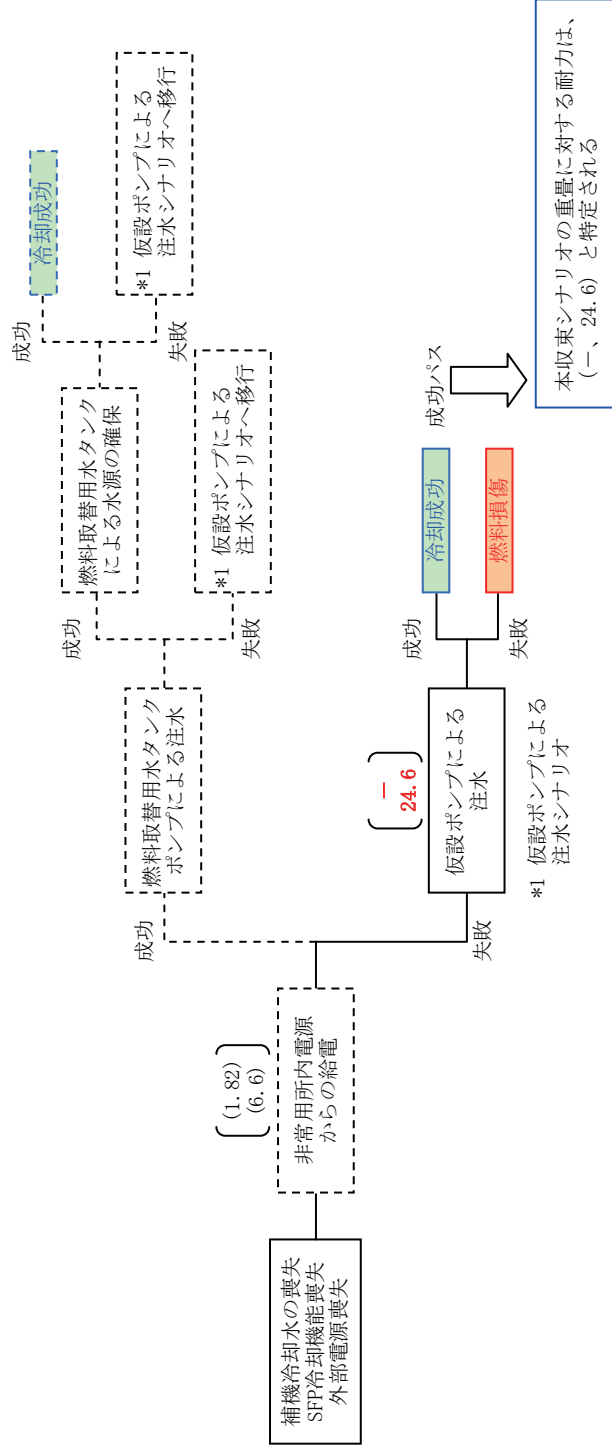 補機冷却水の喪失
SFP冷却機能喪失
外部電源喪失
(1.82)
(6.6)
非常用所内電源
からの給電
成功
燃料取替用水タンク
ポンプによる注水
成功
燃料取替用水タンク
による水源の確保
成功
冷却成功
失敗
*1 仮設ポンプによる
注水シナリオへ移行
失敗
*1 仮設ポンプによる
注水シナリオへ移行
失敗
－
24.6
仮設ポンプによる
注水
*1 仮設ポンプによる
注水シナリオ
成功
冷却成功
失敗
燃料損傷
成功パス
本収束シナリオの重畳に対する耐力は、
(－、24.6) と特定される